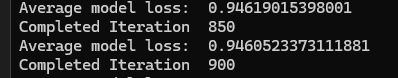 Average model loss:  0.94619015398001
Completed Iteration  850
Average model loss:  0.9460523373111881
Completed Iteration  900